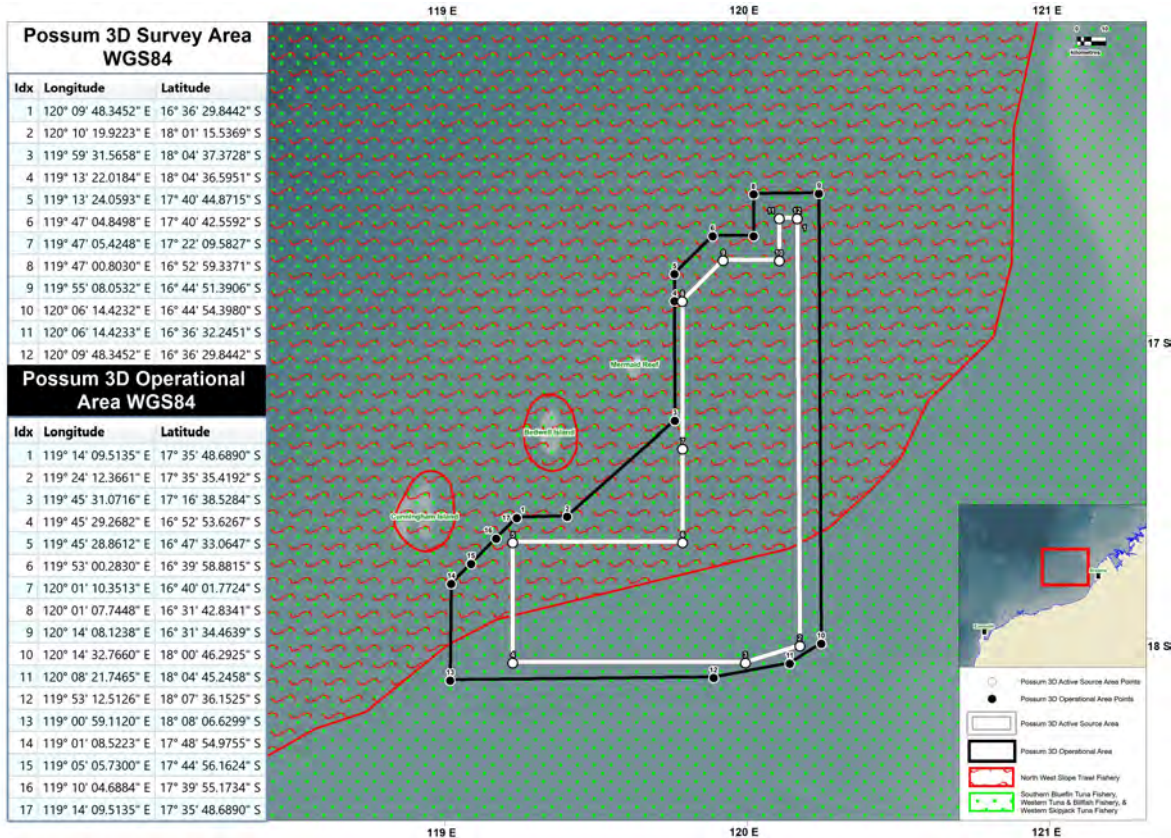 119 E 120 E 121 E
Possum 3D Survey Area
WGS84
Idx Longitude Latitude
1 120° 09' 48.3452" E 16° 36' 29.8442" S
2 120° 10' 19.9223" E 18° 01' 15.5369" S
3 119° 59' 31.5658" E 18° 04' 37.3728" S
4 119° 13' 22.0184" E 18° 04' 36.5951" S
5 119° 13' 24.0593" E 17° 40' 44.8715" S
6 119° 47' 04.8498" E 17° 40' 42.5592" S
7 119° 47' 05.4248" E 17° 22' 09.5827" S
8 119° 47' 00.8030" E 16° 52' 59.3371" S
9 119° 55' 08.0532" E 16° 44' 51.3906" S
10 120° 06' 14.4232" E 16° 44' 54.3980" S
11 120° 06' 14.4233" E 16° 36' 32.2451" S
12 120° 09' 48.3452" E 16° 36' 29.8442" S
Possum 3D Operational
Area WGS84
Idx Longitude Latitude
1 119° 14' 09.5135" E 17° 35' 48.6890" S
2 119° 24' 12.3661" E 17° 35' 35.4192" S
3 119° 45' 31.0716" E 17° 16' 38.5284" S
4 119° 45' 29.2682" E 16° 52' 53.6267" S
5 119° 45' 28.8612" E 16° 47' 33.0647" S
6 119° 53' 00.2830" E 16° 39' 58.8815" S
7 120° 01' 10.3513" E 16° 40' 01.7724" S
8 120° 01' 07.7448" E 16° 31' 42.8341" S
9 120° 14' 08.1238" E 16° 31' 34.4639" S
10 120° 14' 32.7660" E 18° 00' 46.2925" S
11 120° 08' 21.7465" E 18° 04' 45.2458" S
12 119° 53' 12.5126" E 18° 07' 36.1525" S
13 119° 00' 59.1120" E 18° 08' 06.6299" S
14 119° 01' 08.5223" E 17° 48' 54.9755" S
15 119° 05' 05.7300" E 17° 44' 56.1624" S
16 119° 10' 04.6884" E 17° 39' 55.1734" S
17 119° 14' 09.5135" E 17° 35' 48.6890" S
kilometres
Mermaid Reef
Bedwell Island
Cunningham Island
17 S
18 S
Possum 3D Active Source Area Points
Possum 3D Operational Area Points
Possum 3D Active Source Area
Possum 3D Operational Area
North West Slope Trawl Fishery
Southern Bluefin Tuna Fishery,
Western Tuna & Billfish Fishery, &
Western Skipjack Tuna Fishery
119 E 120 E 121 E